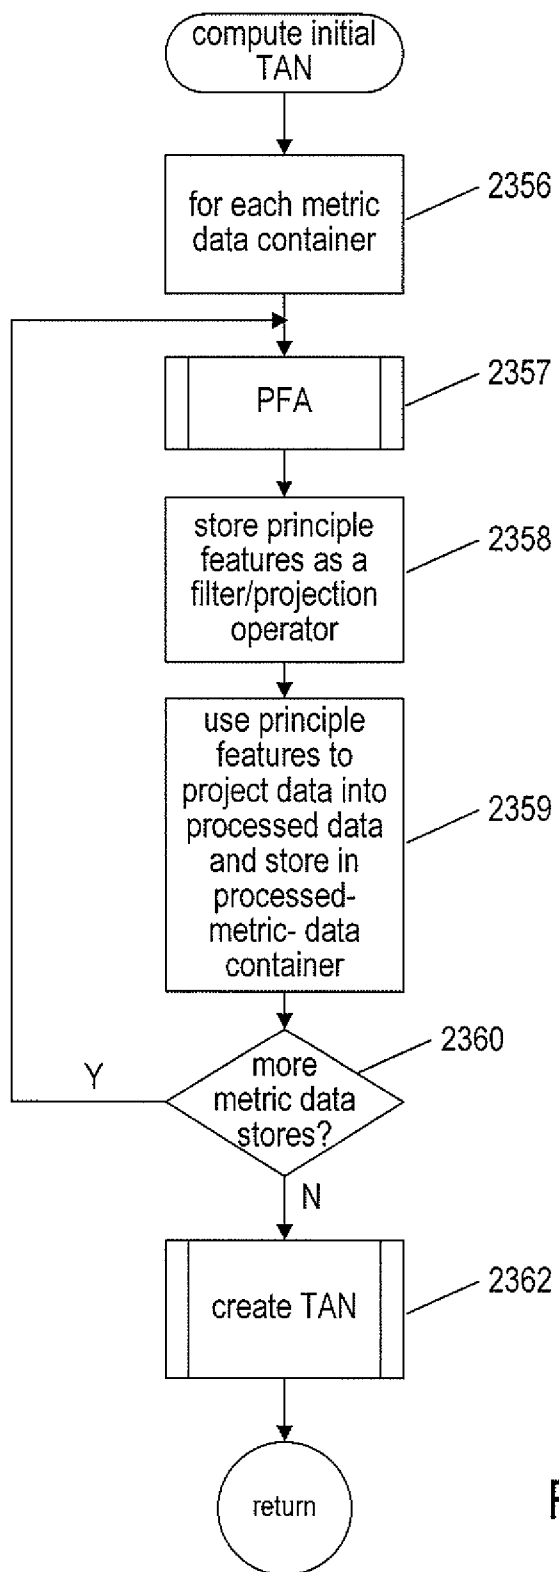 compute initial
TAN
for each metric
data container
2356
PFA
2357
store principle
features as a
filter/projection
operator
2358
use principle
features to
project data into
processed data
and store in
processed-
metric- data
container
2359
more
metric data
stores?
2360
Y
N
create TAN
2362
return